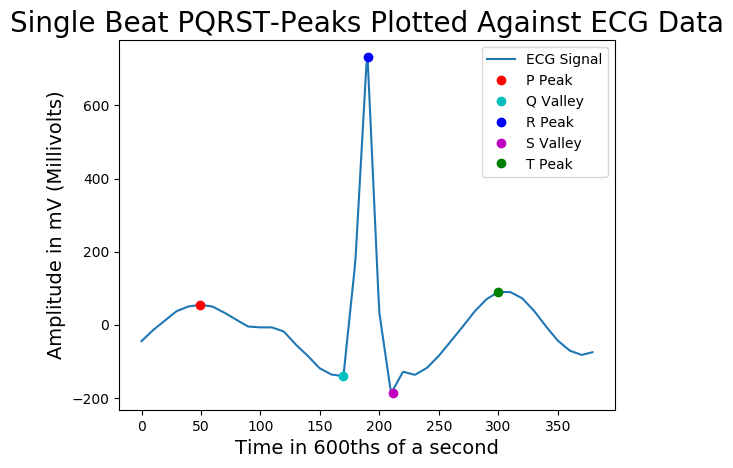 Single Beat PQRST-Peaks Plotted Against ECG Data
Amplitude in mV (Millivolts)
600
400
200
0
−200
ECG Signal
P Peak
Q Valley
R Peak
S Valley
T Peak
0 50 100 150 200 250 300 350
Time in 600ths of a second